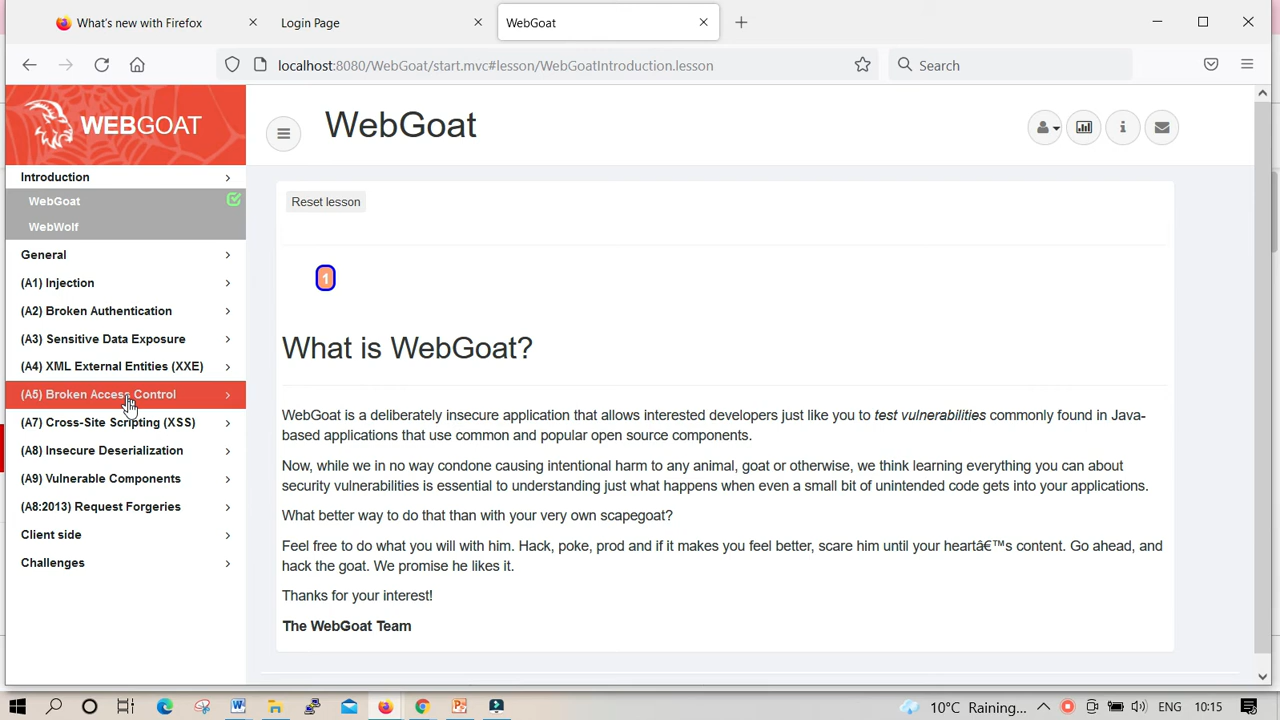 What's new with Firefox
Login Page
WebGoat
localhost:8080/WebGoat/start.mvc#lesson/WebGoatIntroduction.lesson
Search
WEBGOAT
WebGoat
Introduction
WebGoat
WebWolf
General
(A1) Injection
(A2) Broken Authentication
(A3) Sensitive Data Exposure
(A4) XML External Entities (XXE)
(A5) Broken Access Control
(A7) Cross-Site Scripting (XSS)
(A8) Insecure Deserialization
(A9) Vulnerable Components
(A8:2013) Request Forgeries
Client side
Challenges
Reset lesson
1
What is WebGoat?
WebGoat is a deliberately insecure application that allows interested developers just like you to test vulnerabilities commonly found in Java-
based applications that use common and popular open source components.
Now, while we in no way condone causing intentional harm to any animal, goat or otherwise, we think learning everything you can about
security vulnerabilities is essential to understanding just what happens when even a small bit of unintended code gets into your applications.
What better way to do that than with your very own scapegoat?
Feel free to do what you will with him. Hack, poke, prod and if it makes you feel better, scare him until your heartâ€™s content. Go ahead, and
hack the goat. We promise he likes it.
Thanks for your interest!
The WebGoat Team
10°C Raining... ENG 10:15